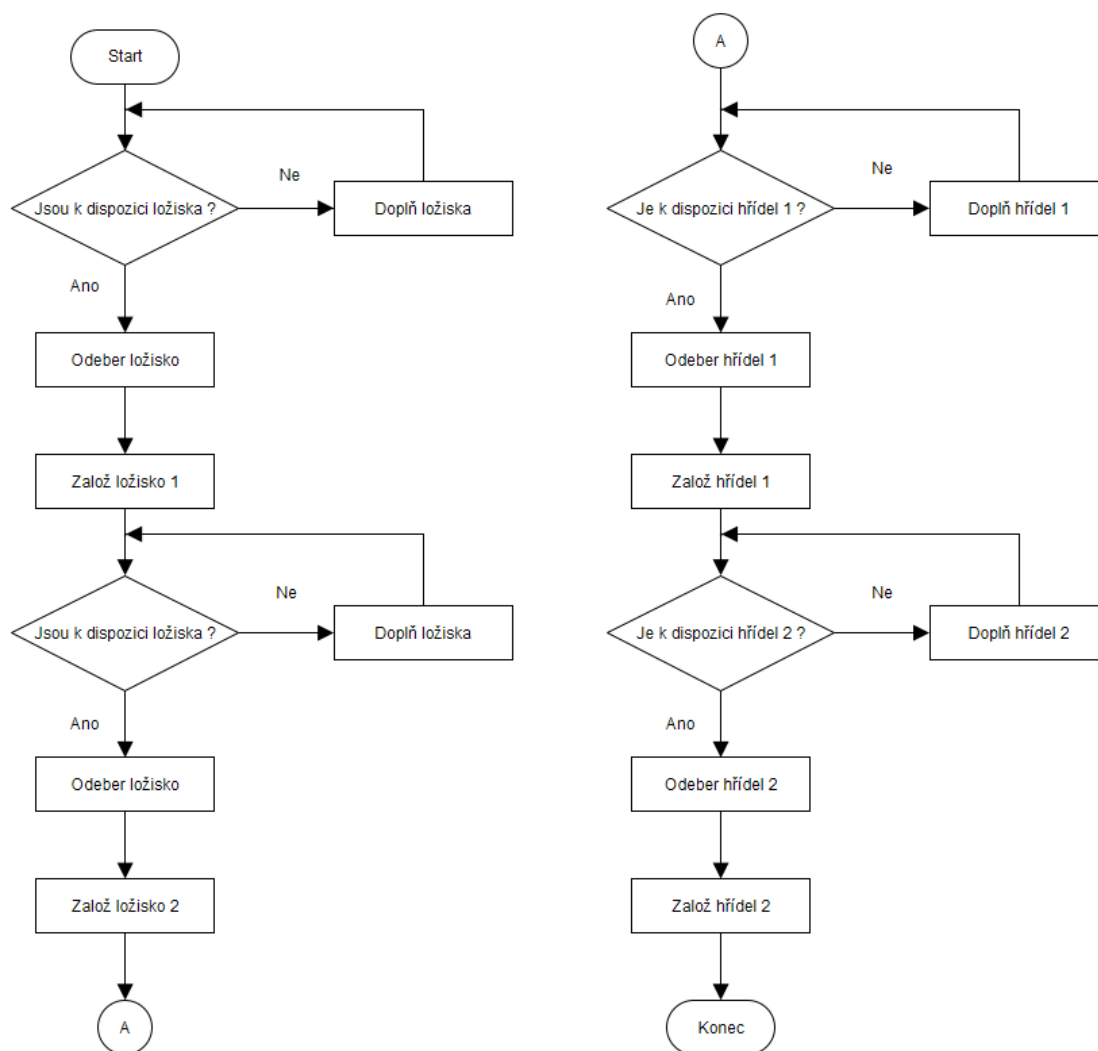 Start
Jsou k dispozici ložiska ?
Ne
Doplň ložiska
Ano
Odeber ložisko
Založ ložisko 1
Jsou k dispozici ložiska ?
Ne
Doplň ložiska
Ano
Odeber ložisko
Založ ložisko 2
A
A
Je k dispozici hřídel 1 ?
Ne
Doplň hřídel 1
Ano
Odeber hřídel 1
Založ hřídel 1
Je k dispozici hřídel 2 ?
Ne
Doplň hřídel 2
Ano
Odeber hřídel 2
Založ hřídel 2
Konec